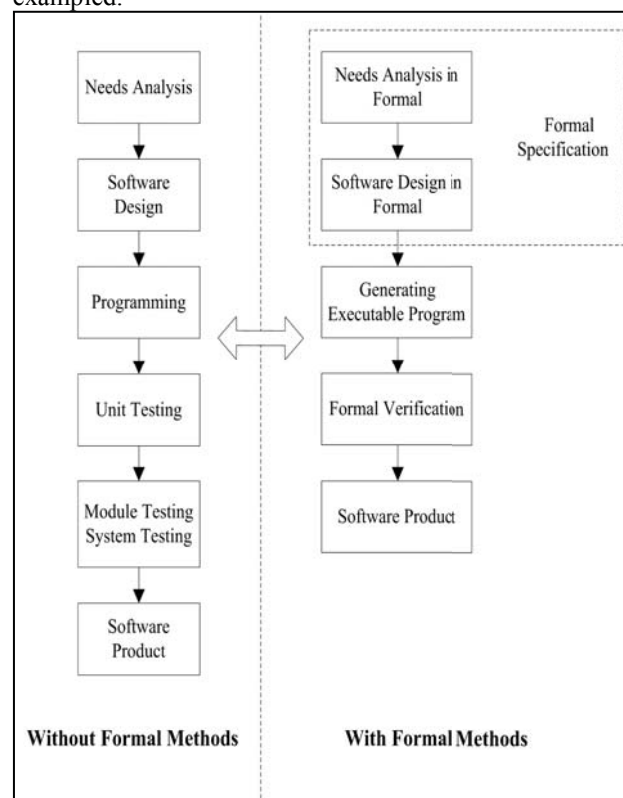 exampled.
Needs Analysis
Software
Design
Programming
Unit Testing
Module Testing
System Testing
Software
Product
Without Formal Methods
Needs Analysis in
Formal
Software Design in
Formal
Formal
Specification
Generating
Executable Program
Formal Verification
Software Product
With Formal Methods